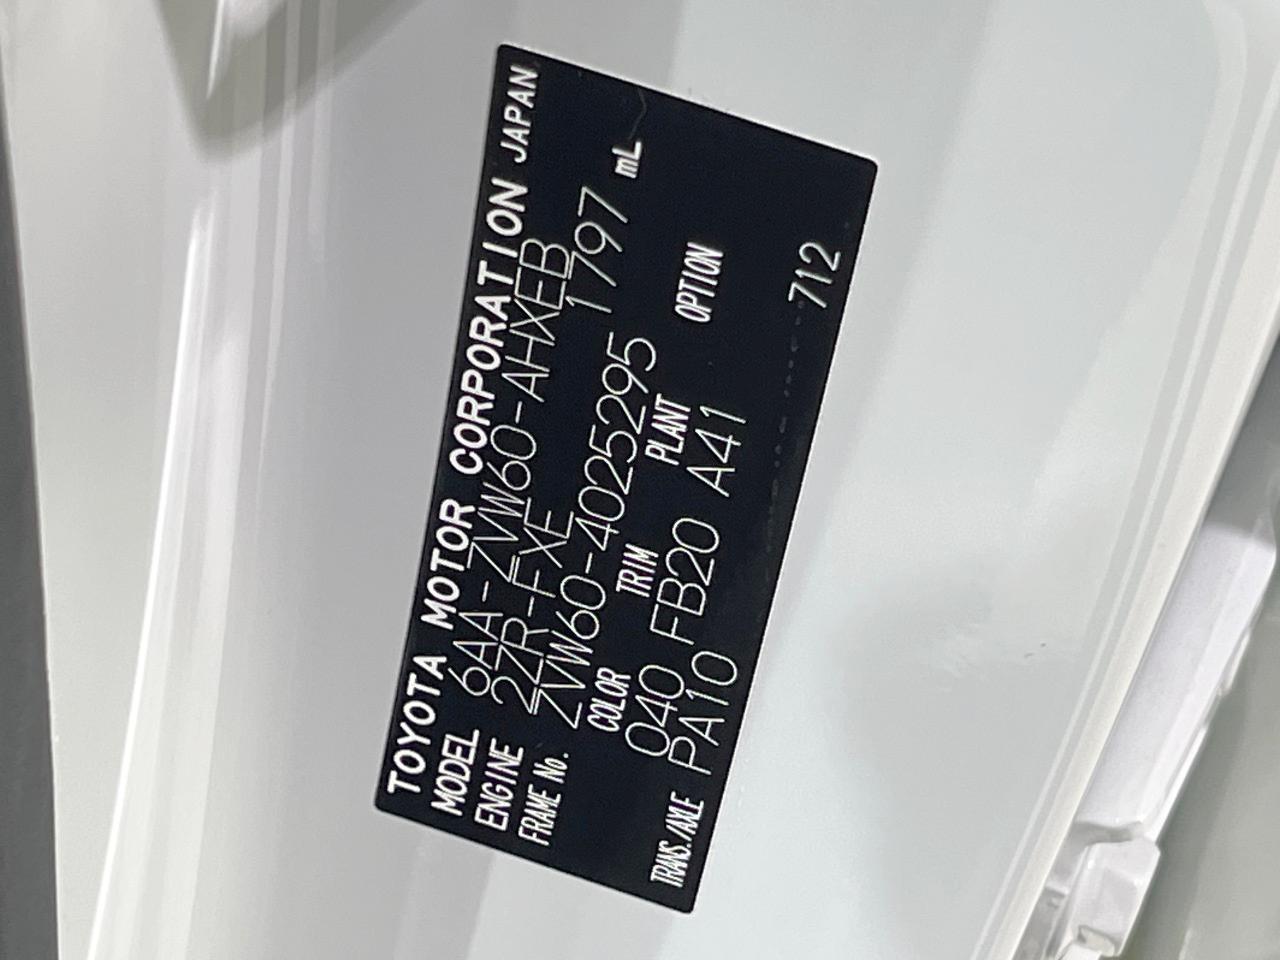 TOYOTA MOTOR CORPORATION JAPAN
MODEL 6AA-ZVW60-AHXEB
ENGINE 2ZR-FXE 1797 mL
FRAME No. ZVW60-4025295
COLOR TRIM PLANT OPTION
040 FB20 A41
TRANS./AXLE PA10
712